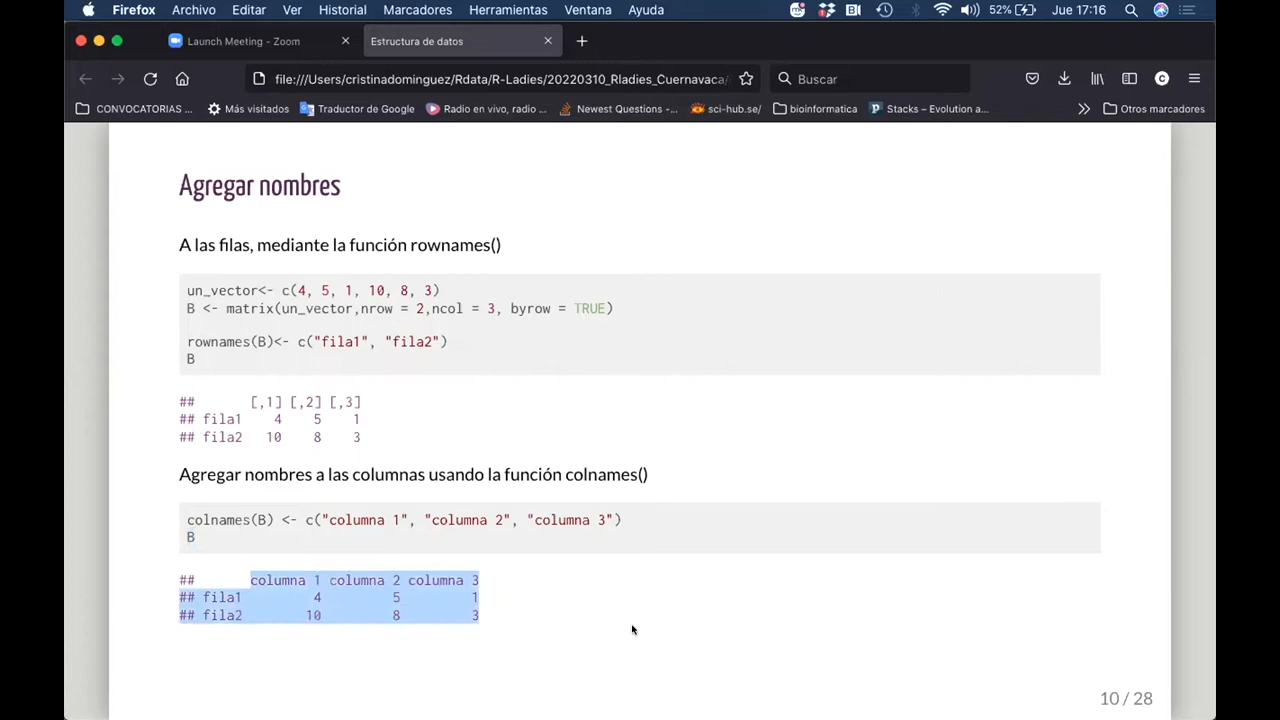 Firefox Archivo Editar Ver Historial Marcadores Herramientas Ventana Ayuda 52% Jue 17:16
Launch Meeting - Zoom × Estructura de datos × +
file:///Users/cristinadominguez/Rdata/R-Ladies/20220310_Rladies_Cuernavaca/ Buscar
CONVOCATORIAS ... Más visitados Traductor de Google Radio en vivo, radio ... Newest Questions -... sci-hub.se/ bioinformatica Stacks – Evolution a... Otros marcadores
Agregar nombres
A las filas, mediante la función rownames()
un_vector<- c(4, 5, 1, 10, 8, 3)
B <- matrix(un_vector,nrow = 2,ncol = 3, byrow = TRUE)
rownames(B)<- c("fila1", "fila2")
B
## [,1] [,2] [,3]
## fila1 4 5 1
## fila2 10 8 3
Agregar nombres a las columnas usando la función colnames()
colnames(B) <- c("columna 1", "columna 2", "columna 3")
B
## columna 1 columna 2 columna 3
## fila1 4 5 1
## fila2 10 8 3
10 / 28